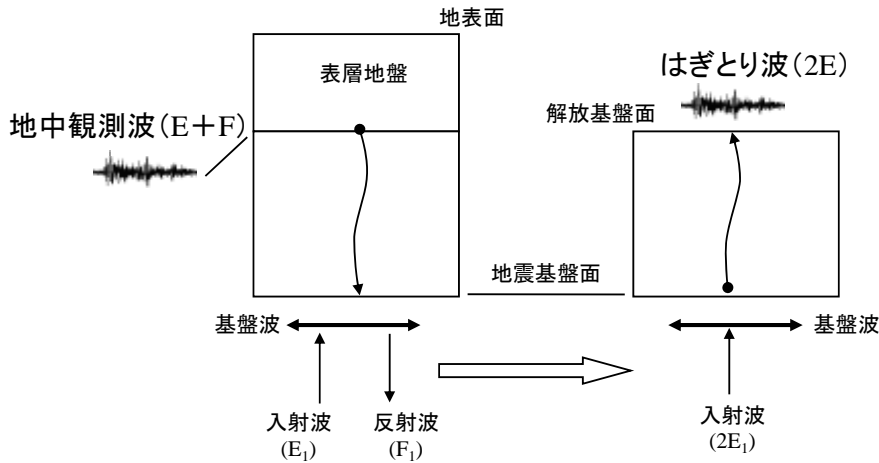 地表面
表層地盤
地中観測波(E+F)
はぎとり波(2E)
解放基盤面
地震基盤面
基盤波
基盤波
入射波
(E₁)
反射波
(F₁)
入射波
(2E₁)